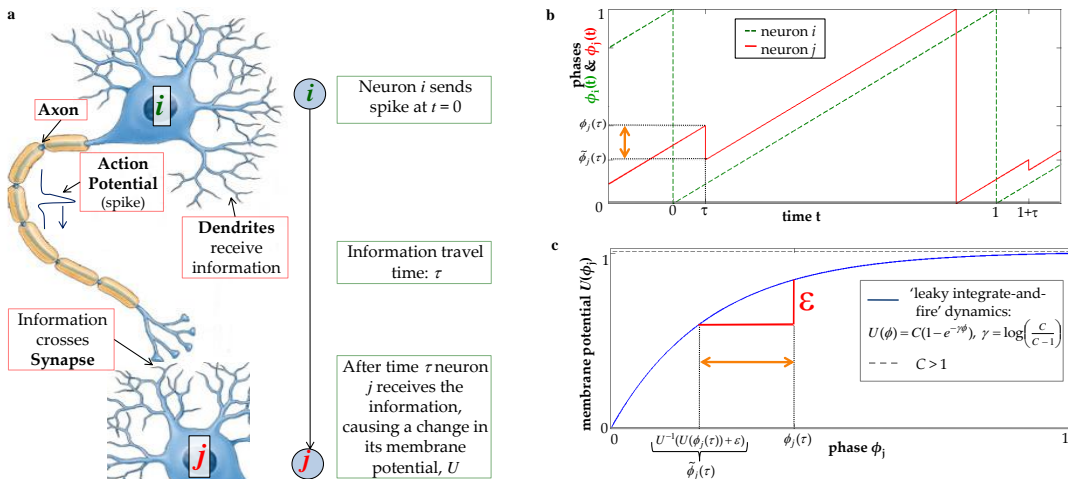 a
i
Axon
Action
Potential
(spike)
Dendrites
receive
information
Information
crosses
Synapse
j
i
Neuron i sends
spike at t = 0
Information travel
time: τ
After time τ neuron
j receives the
information,
causing a change in
its membrane
potential, U
j
b
phases
ϕi(t) & ϕj(t)
1
ϕj(τ)
ϕ̃j(τ)
0
neuron i
neuron j
0
τ
time t
1
1+τ
c
membrane potential U(ϕj)
1
0
ε
'leaky integrate-and-
fire' dynamics:
U(ϕ) = C(1−e^−γϕ), γ = log(C/C−1)
C > 1
0
U⁻¹(U(ϕj(τ)) + ε)
ϕ̃j(τ)
ϕj(τ)
phase ϕj
1